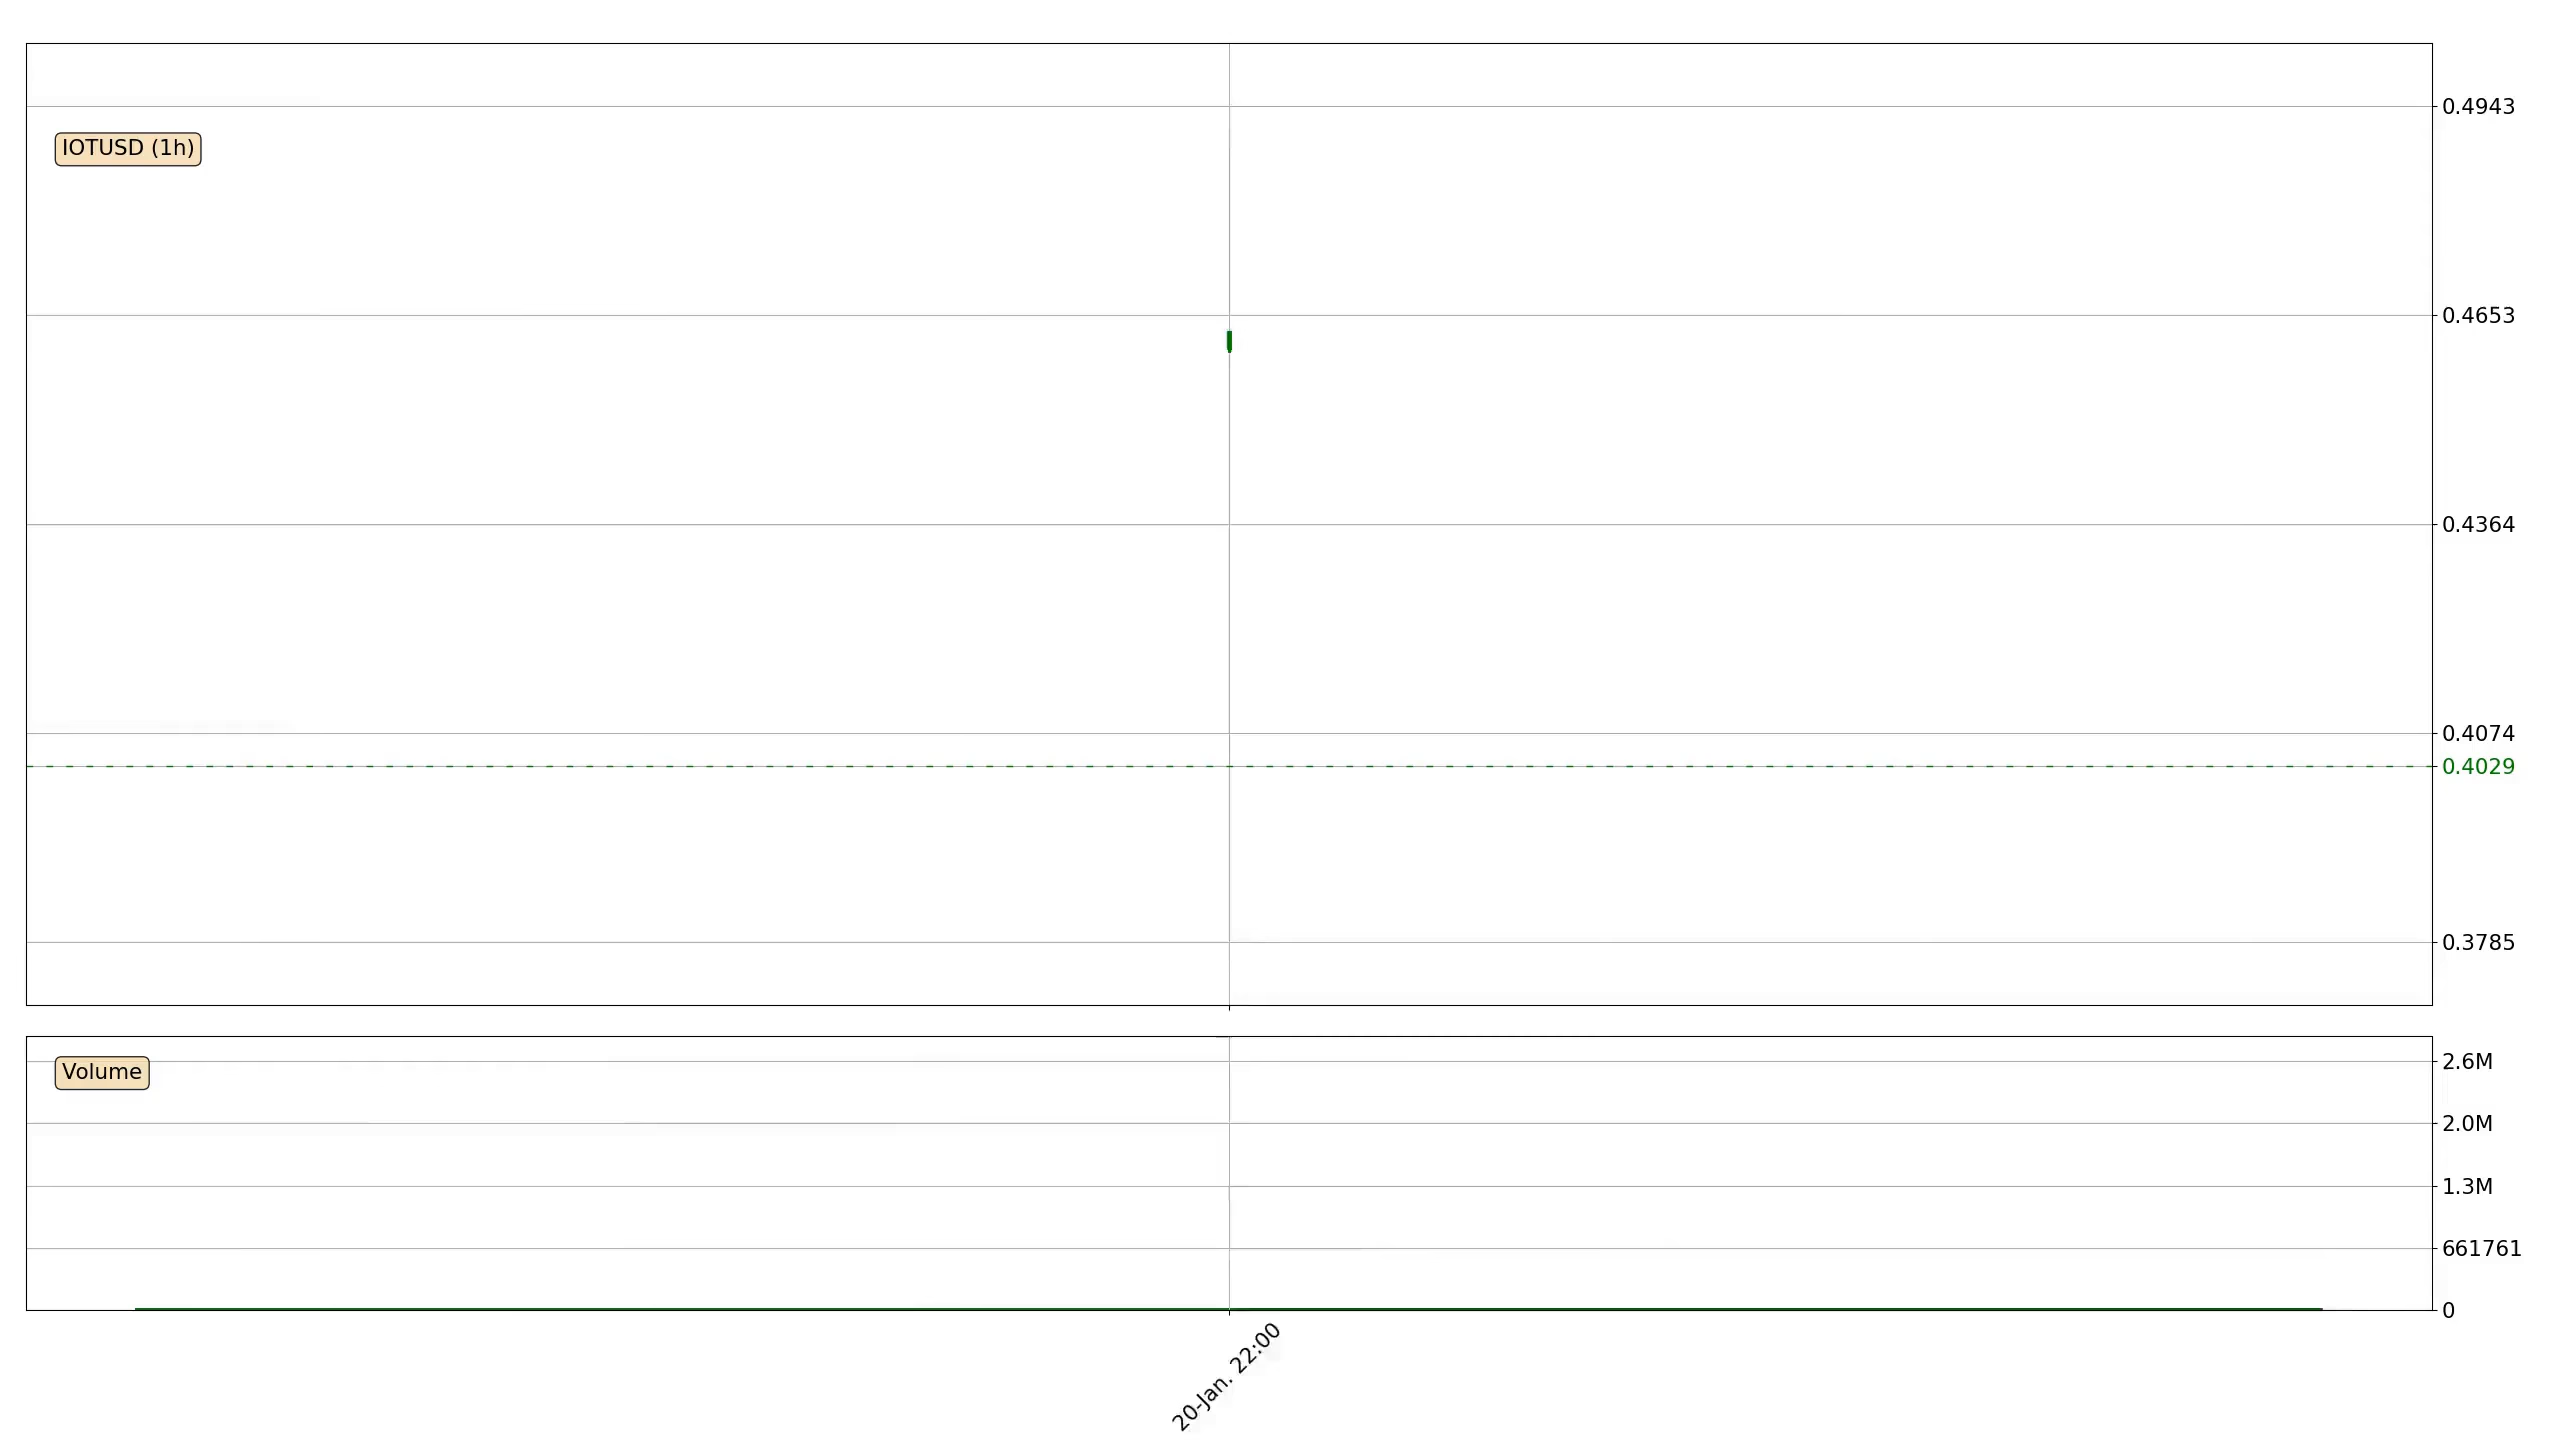 0.4943
IOTUSD (1h)
0.4653
0.4364
0.4074
0.4029
0.3785
Volume
2.6M
2.0M
1.3M
661761
0
20-Jan. 22:00